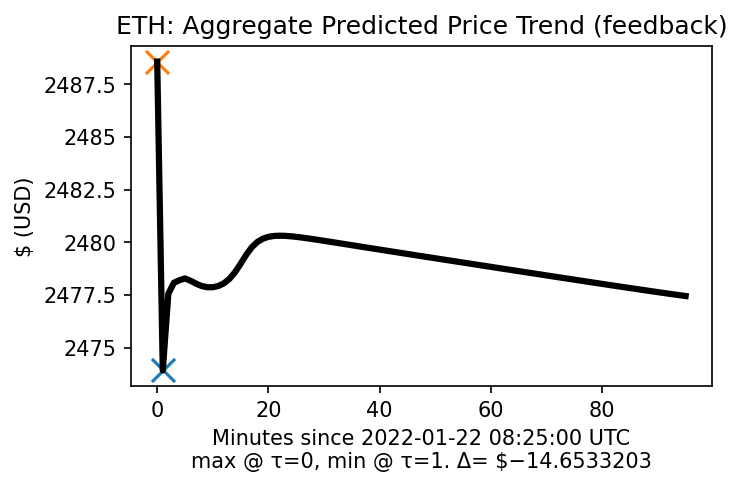 ETH: Aggregate Predicted Price Trend (feedback)
2487.5
2485
2482.5
2480
2477.5
2475
$ (USD)
0 20 40 60 80
Minutes since 2022-01-22 08:25:00 UTC
max @ τ=0, min @ τ=1. Δ= $−14.6533203